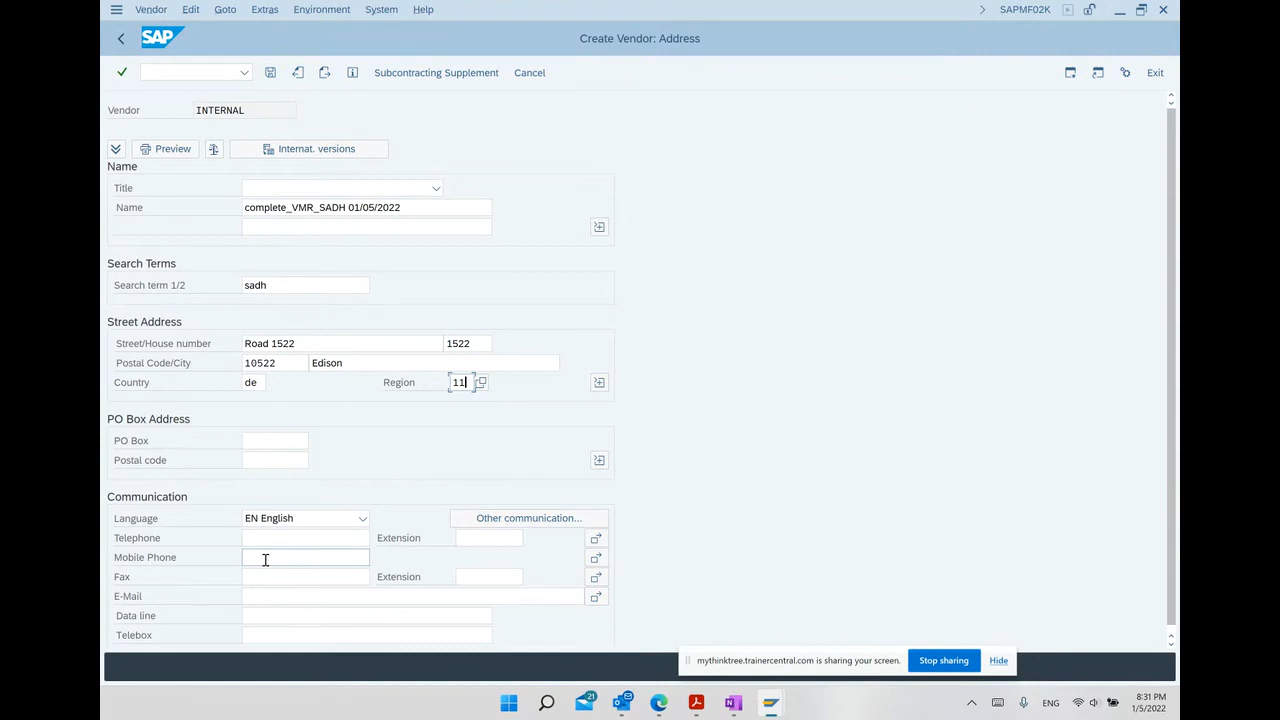 Vendor Edit Goto Extras Environment System Help SAPMF02K
SAP Create Vendor: Address
Subcontracting Supplement Cancel Exit
Vendor INTERNAL
Preview Internat. versions
Name
Title
Name complete_VMR_SADH 01/05/2022
Search Terms
Search term 1/2 sadh
Street Address
Street/House number Road 1522 1522
Postal Code/City 10522 Edison
Country de Region 11
PO Box Address
PO Box
Postal code
Communication
Language EN English Other communication...
Telephone Extension
Mobile Phone
Fax Extension
E-Mail
Data line
Telebox
mythinktree.trainercentral.com is sharing your screen. Stop sharing Hide
21 ENG 8:31 PM
1/5/2022